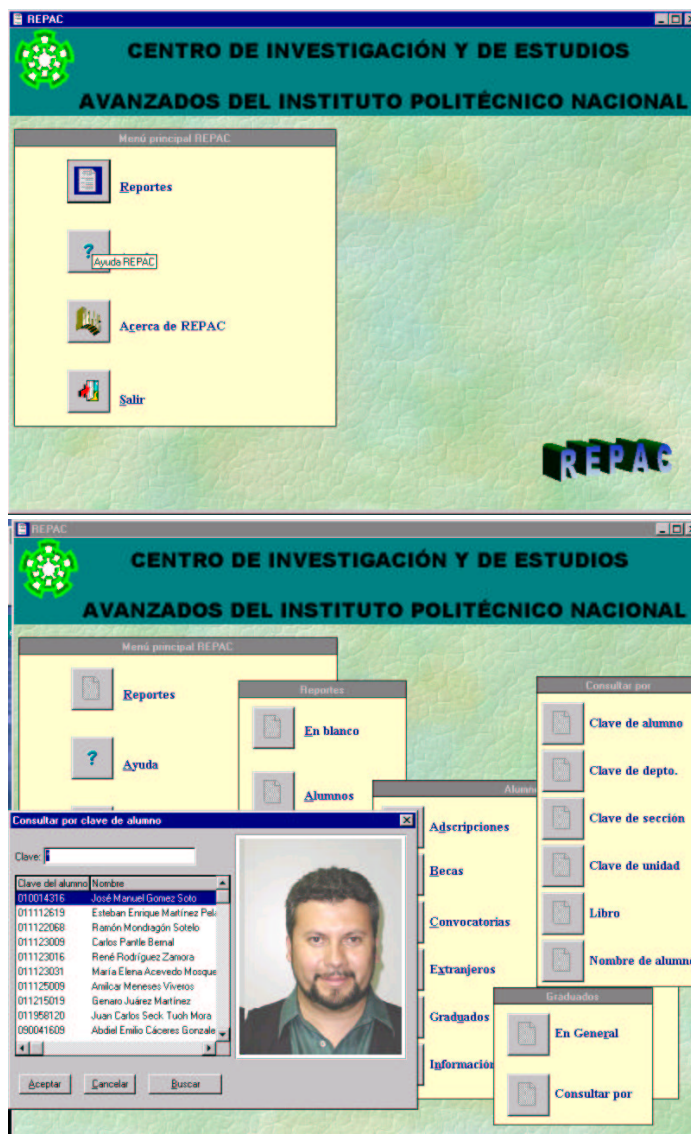 REPAC
CENTRO DE INVESTIGACIÓN Y DE ESTUDIOS
AVANZADOS DEL INSTITUTO POLITÉCNICO NACIONAL
Menú principal REPAC
Reportes
?
Ayuda REPAC
Acerca de REPAC
Salir
REPAC
REPAC
CENTRO DE INVESTIGACIÓN Y DE ESTUDIOS
AVANZADOS DEL INSTITUTO POLITÉCNICO NACIONAL
Menú principal REPAC
Reportes
?
Ayuda
Reportes
En blanco
Alumnos
Alumn
Adscripciones
Becas
Convocatorias
Extranjeros
Graduados
Información
Consultar por
Clave de alumno
Clave de depto.
Clave de sección
Clave de unidad
Libro
Nombre de alumno
Graduados
En General
Consultar por
Consultar por clave de alumno
Clave:
Clave del alumno Nombre
010014316 José Manuel Gomez Soto
011112619 Esteban Enrique Martínez Pela
011122068 Ramón Mondragón Sotelo
011123009 Carlos Pantle Bernal
011123016 René Rodríguez Zamora
011123031 María Elena Acevedo Mosque
011125009 Amilcar Meneses Viveros
011215019 Genaro Juárez Martínez
011958120 Juan Carlos Seck Tuoh Mora
090041609 Abdiel Emilio Cáceres Gonzale
Aceptar Cancelar Buscar